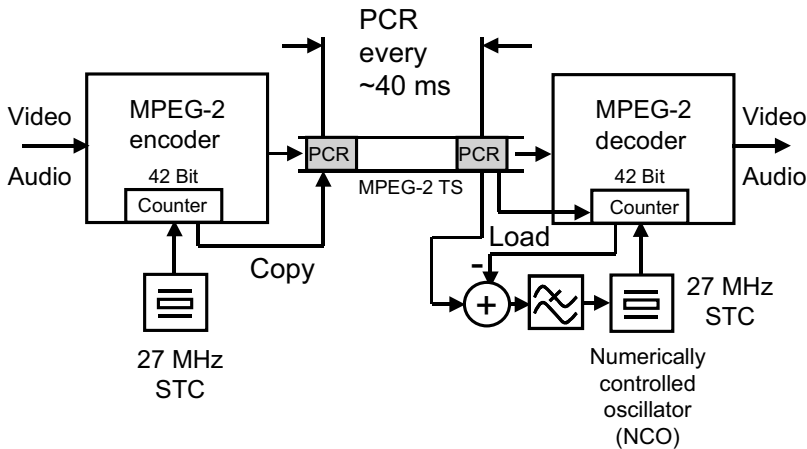 PCR
every
~40 ms
Video
Audio
MPEG-2
encoder
42 Bit
Counter
PCR
PCR
MPEG-2 TS
MPEG-2
decoder
42 Bit
Counter
Video
Audio
Copy
Load
-
+
27 MHz
STC
27 MHz
STC
Numerically
controlled
oscillator
(NCO)